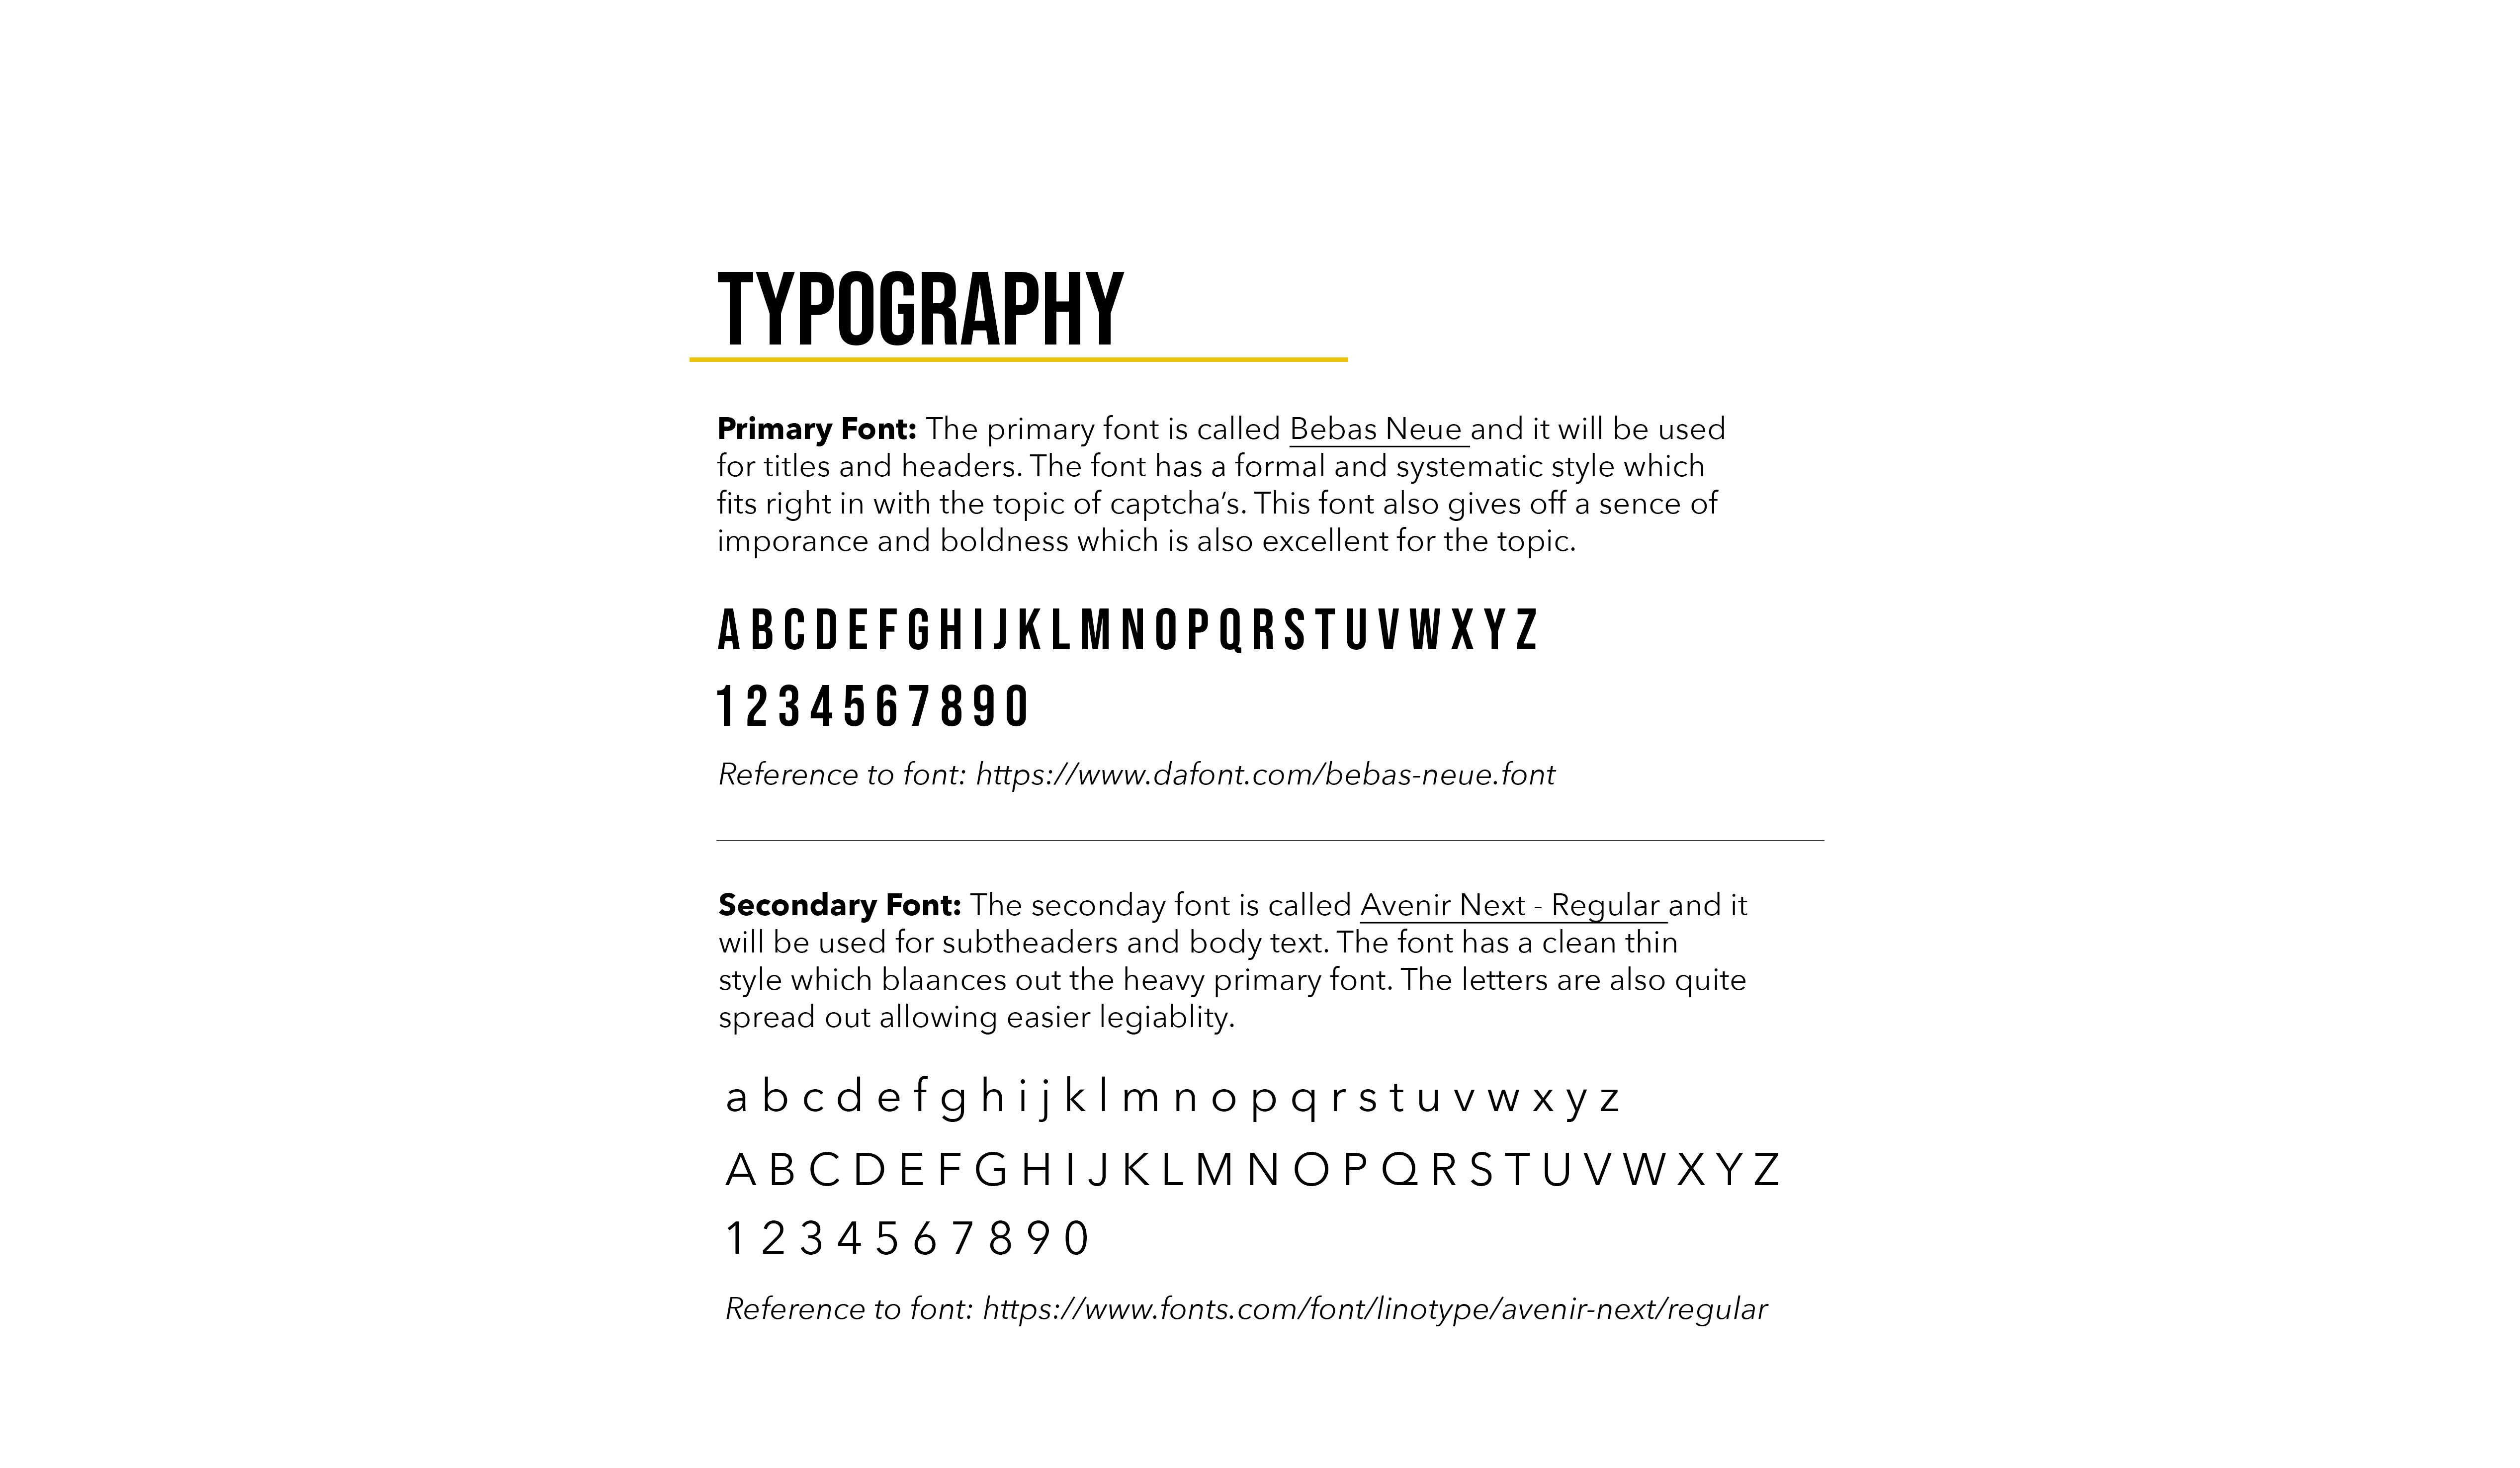 TYPOGRAPHY
Primary Font: The primary font is called Bebas Neue and it will be used
for titles and headers. The font has a formal and systematic style which
fits right in with the topic of captcha’s. This font also gives off a sence of
imporance and boldness which is also excellent for the topic.
A B C D E F G H I J K L M N O P Q R S T U V W X Y Z
1 2 3 4 5 6 7 8 9 0
Reference to font: https://www.dafont.com/bebas-neue.font
Secondary Font: The seconday font is called Avenir Next - Regular and it
will be used for subtheaders and body text. The font has a clean thin
style which blaances out the heavy primary font. The letters are also quite
spread out allowing easier legiablity.
a b c d e f g h i j k l m n o p q r s t u v w x y z
A B C D E F G H I J K L M N O P Q R S T U V W X Y Z
1 2 3 4 5 6 7 8 9 0
Reference to font: https://www.fonts.com/font/linotype/avenir-next/regular